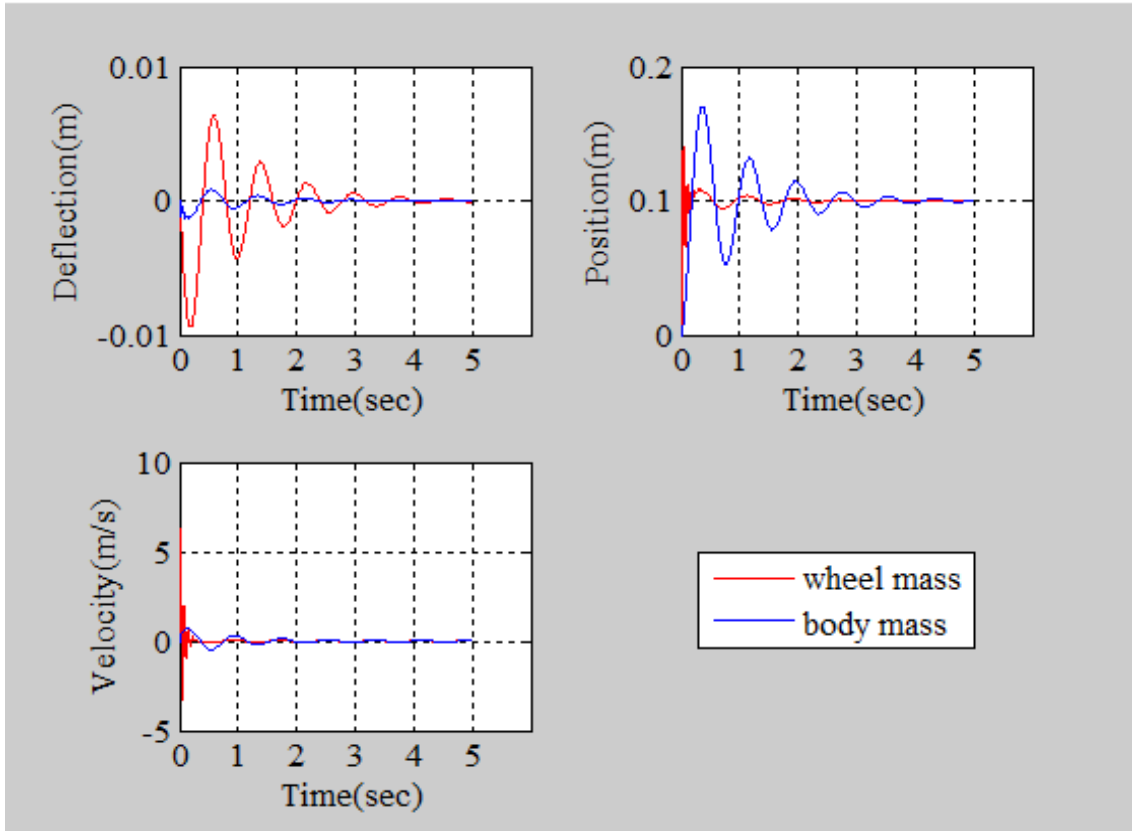 Deflection(m)
0.01
0
-0.01
0 1 2 3 4 5
Time(sec)
Position(m)
0.2
0.1
0
0 1 2 3 4 5
Time(sec)
Velocity(m/s)
10
5
0
-5
0 1 2 3 4 5
Time(sec)
wheel mass
body mass